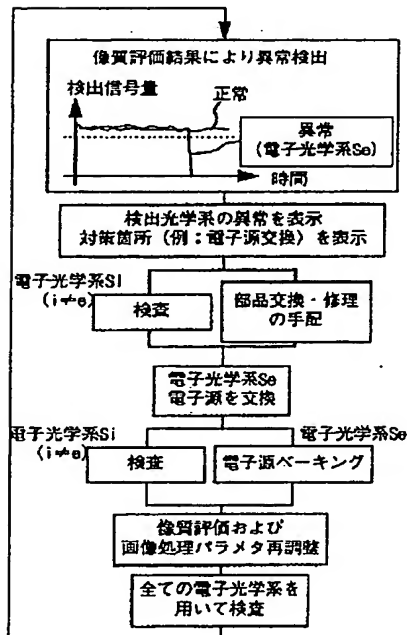 像質評価結果により異常検出
検出信号量
正常
異常
(電子光学系Se)
時間
検出光学系の異常を表示
対策箇所(例:電子源交換)を表示
電子光学系Si
(i≠e)
検査
部品交換・修理
の手配
電子光学系Se
電子源を交換
電子光学系Si
(i≠e)
検査
電子光学系Se
電子源ベーキング
像質評価および
画像処理パラメタ再調整
全ての電子光学系を
用いて検査